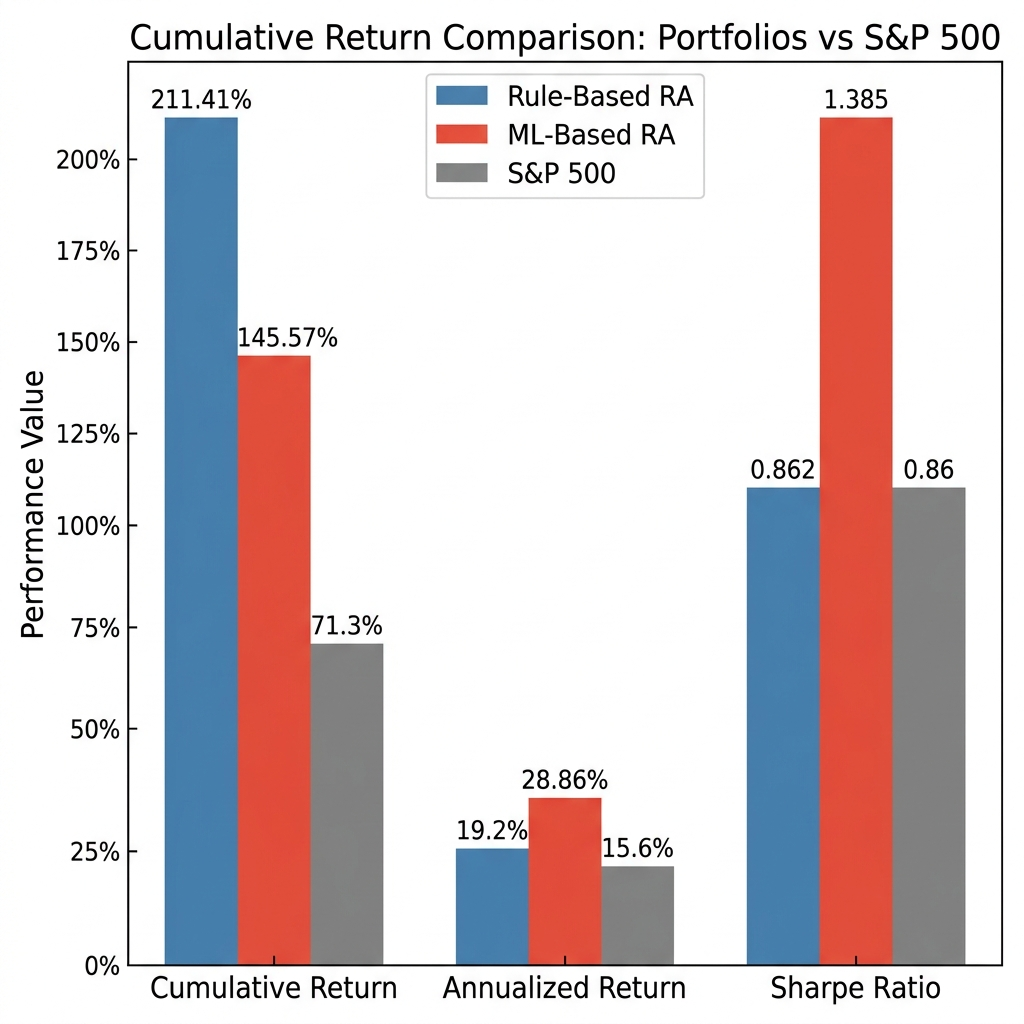 Cumulative Return Comparison: Portfolios vs S&P 500
Rule-Based RA
ML-Based RA
S&P 500
Performance Value
200%
175%
150%
125%
100%
75%
50%
25%
0%
211.41%
145.57%
71.3%
19.2%
28.86%
15.6%
0.862
1.385
0.86
Cumulative Return
Annualized Return
Sharpe Ratio